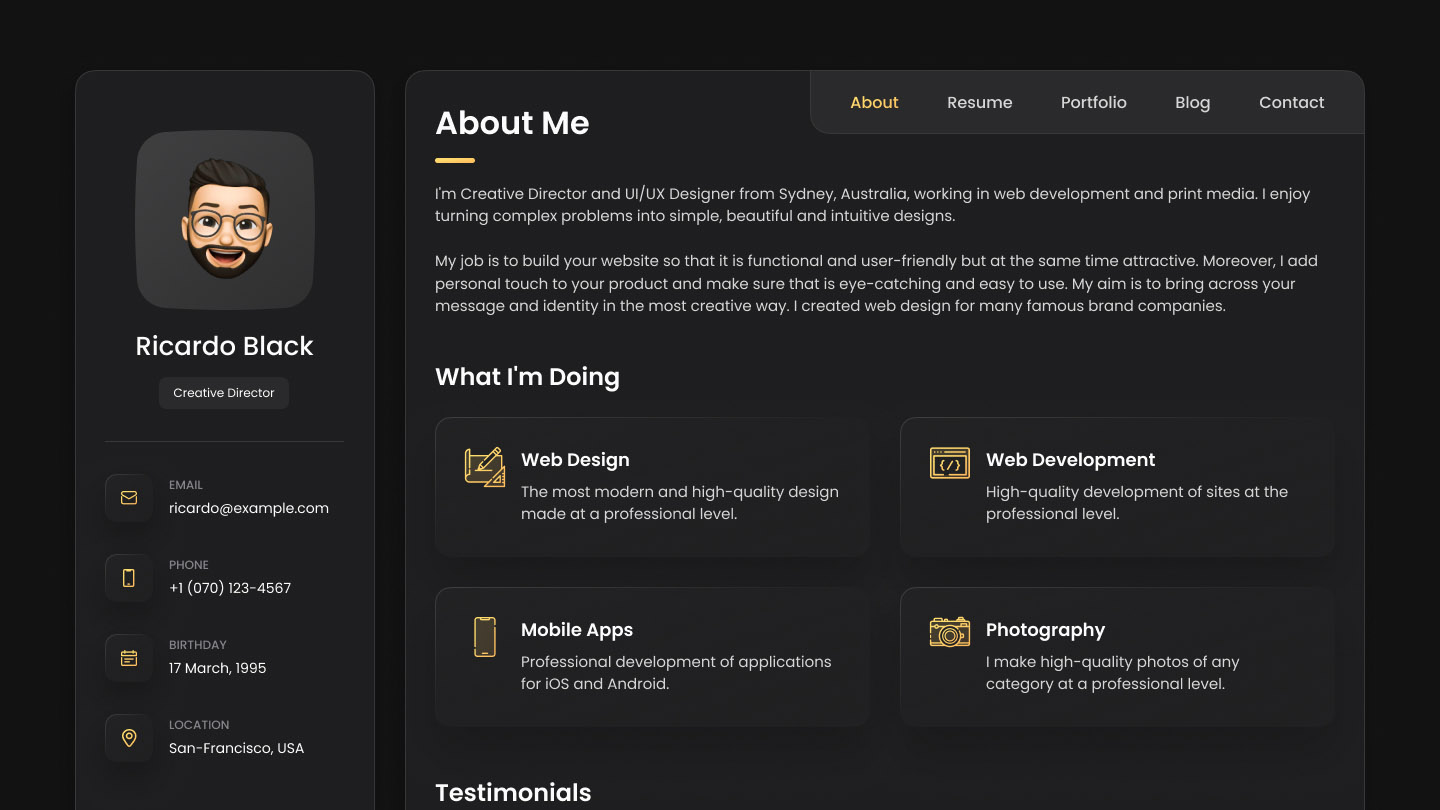 Ricardo Black
Creative Director
EMAIL
ricardo@example.com
PHONE
+1 (070) 123-4567
BIRTHDAY
17 March, 1995
LOCATION
San-Francisco, USA
About Resume Portfolio Blog Contact
About Me
I'm Creative Director and UI/UX Designer from Sydney, Australia, working in web development and print media. I enjoy
turning complex problems into simple, beautiful and intuitive designs.
My job is to build your website so that it is functional and user-friendly but at the same time attractive. Moreover, I add
personal touch to your product and make sure that is eye-catching and easy to use. My aim is to bring across your
message and identity in the most creative way. I created web design for many famous brand companies.
What I'm Doing
Web Design
The most modern and high-quality design
made at a professional level.
{/}
Web Development
High-quality development of sites at the
professional level.
Mobile Apps
Professional development of applications
for iOS and Android.
Photography
I make high-quality photos of any
category at a professional level.
Testimonials